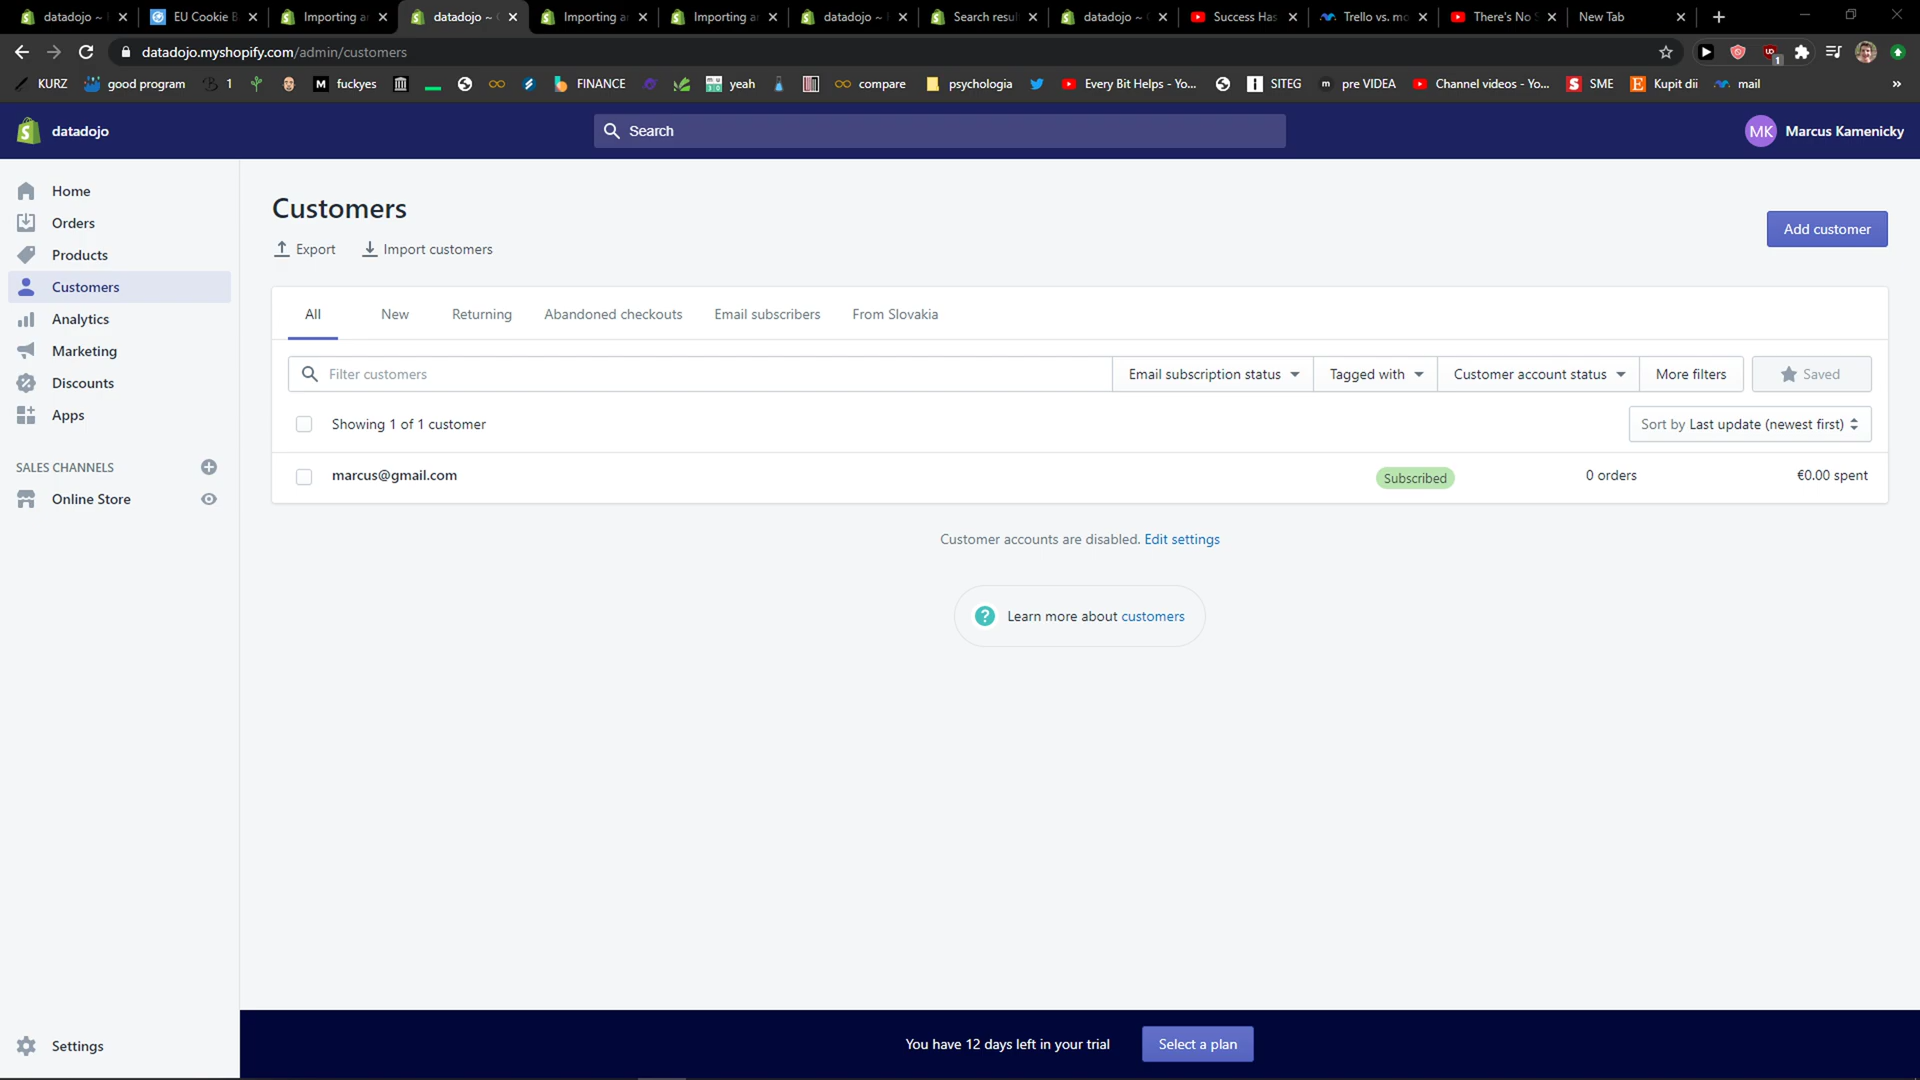 datadojo ~
EU Cookie B
Importing a
datadojo ~
Importing a
Importing a
datadojo ~
Search resul
datadojo ~
Success Has
Trello vs. mo
There's No S
New Tab
datadojo.myshopify.com/admin/customers
1
KURZ
good program
1
M fuckyes
FINANCE
yeah
compare
psychologia
Every Bit Helps - Yo...
SITEG
m pre VIDEA
Channel videos - Yo...
S SME
E Kupit dii
mail
»
datadojo
Search
MK Marcus Kamenicky
Home
Orders
Products
Customers
Analytics
Marketing
Discounts
Apps
SALES CHANNELS
Online Store
Settings
Customers
Export
Import customers
Add customer
All
New
Returning
Abandoned checkouts
Email subscribers
From Slovakia
Filter customers
Email subscription status
Tagged with
Customer account status
More filters
Saved
Showing 1 of 1 customer
Sort by Last update (newest first)
marcus@gmail.com
Subscribed
0 orders
€0.00 spent
Customer accounts are disabled. Edit settings
? Learn more about customers
You have 12 days left in your trial
Select a plan